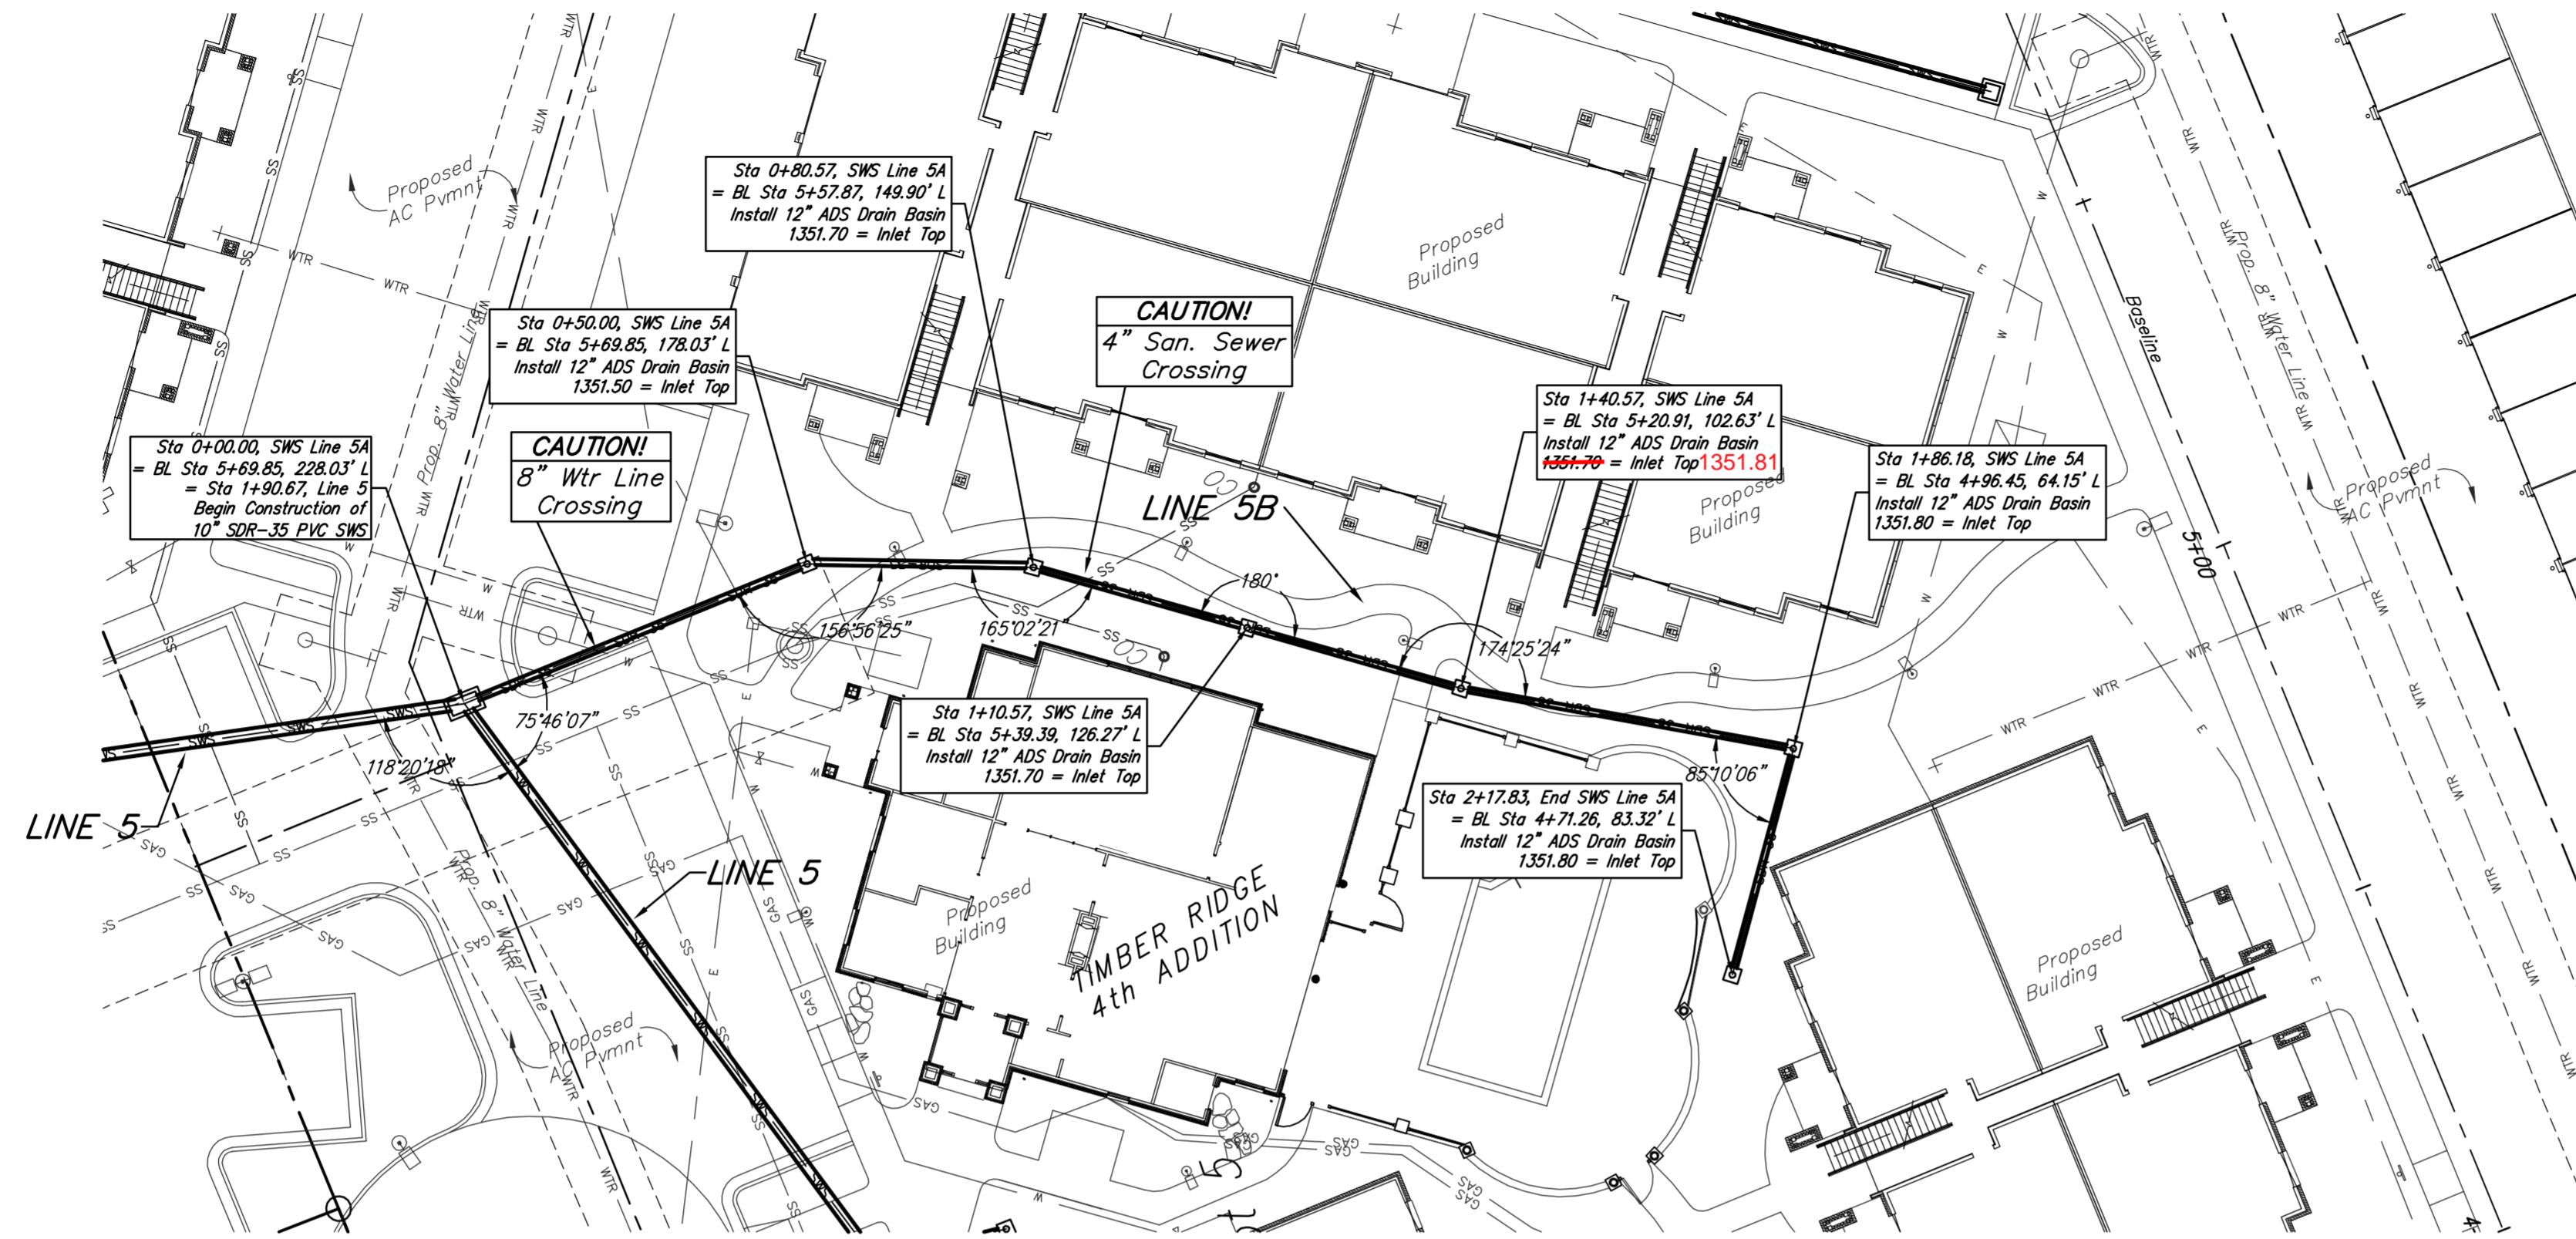 Proposed
AC Pvmnt
Sta 0+80.57, SWS Line 5A
= BL Sta 5+57.87, 149.90' L
Install 12" ADS Drain Basin
1351.70 = Inlet Top
Proposed
Building
Baseline
Prop. 8" Water Line
Sta 0+50.00, SWS Line 5A
= BL Sta 5+69.85, 178.03' L
Install 12" ADS Drain Basin
1351.50 = Inlet Top
CAUTION!
4" San. Sewer
Crossing
Prop. 8" Water Line
Sta 0+00.00, SWS Line 5A
= BL Sta 5+69.85, 228.03' L
= Sta 1+90.67, Line 5
Begin Construction of
10" SDR-35 PVC SWS
CAUTION!
8" Wtr Line
Crossing
Sta 1+40.57, SWS Line 5A
= BL Sta 5+20.91, 102.63' L
Install 12" ADS Drain Basin
1351.70 = Inlet Top 1351.81
Sta 1+86.18, SWS Line 5A
= BL Sta 4+96.45, 64.15' L
Install 12" ADS Drain Basin
1351.80 = Inlet Top
Proposed
Building
Proposed
AC Pvmnt
LINE 5B
CO
5+00
180°
156°56'25"
165°02'21"
174°25'24"
CO
75°46'07"
118°20'18"
85°10'06"
Sta 1+10.57, SWS Line 5A
= BL Sta 5+39.39, 126.27' L
Install 12" ADS Drain Basin
1351.70 = Inlet Top
Sta 2+17.83, End SWS Line 5A
= BL Sta 4+71.26, 83.32' L
Install 12" ADS Drain Basin
1351.80 = Inlet Top
LINE 5
LINE 5
Prop. 8" Water Line
Proposed
Building
TIMBER RIDGE
4th ADDITION
Proposed
Building
Proposed
AC Pvmnt
WTR
SS
SWS
GAS
W
E
5
4